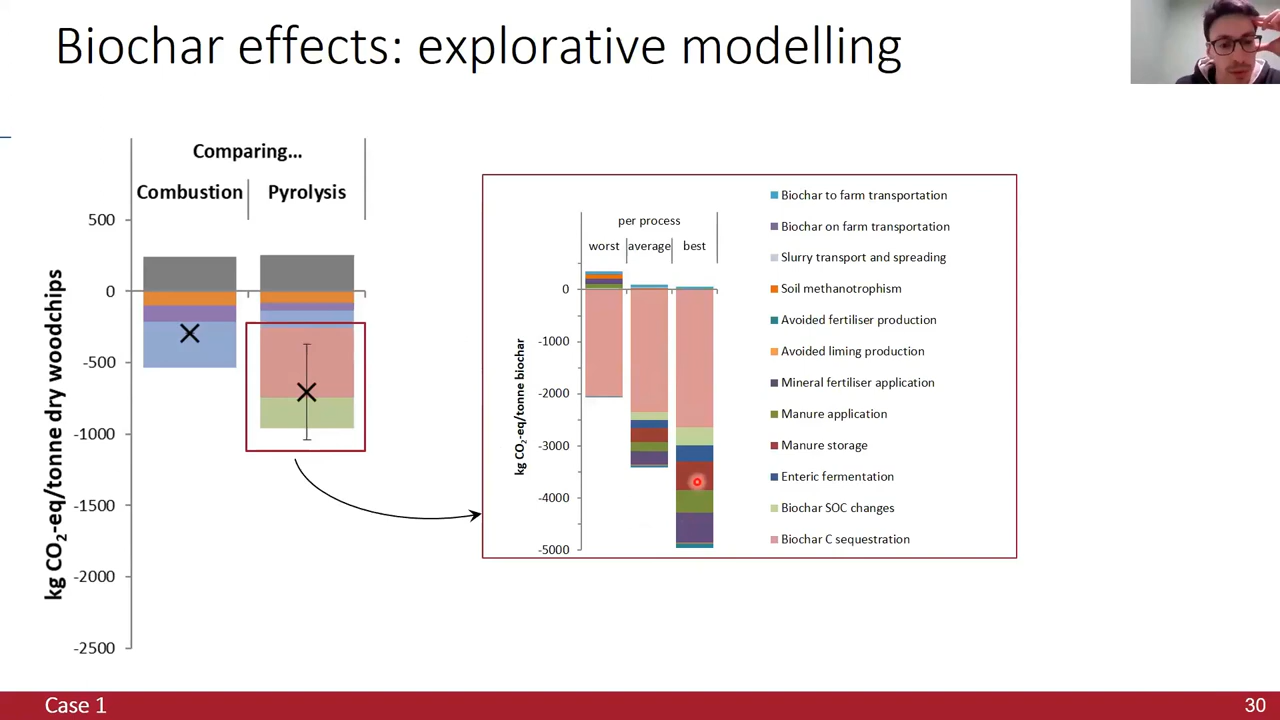 Biochar effects: explorative modelling
Comparing...
Combustion
Pyrolysis
500
0
-500
-1000
-1500
-2000
-2500
kg CO₂-eq/tonne dry woodchips
per process
worst
average
best
0
-1000
-2000
-3000
-4000
-5000
kg CO₂-eq/tonne biochar
Biochar to farm transportation
Biochar on farm transportation
Slurry transport and spreading
Soil methanotrophism
Avoided fertiliser production
Avoided liming production
Mineral fertiliser application
Manure application
Manure storage
Enteric fermentation
Biochar SOC changes
Biochar C sequestration
Case 1
30